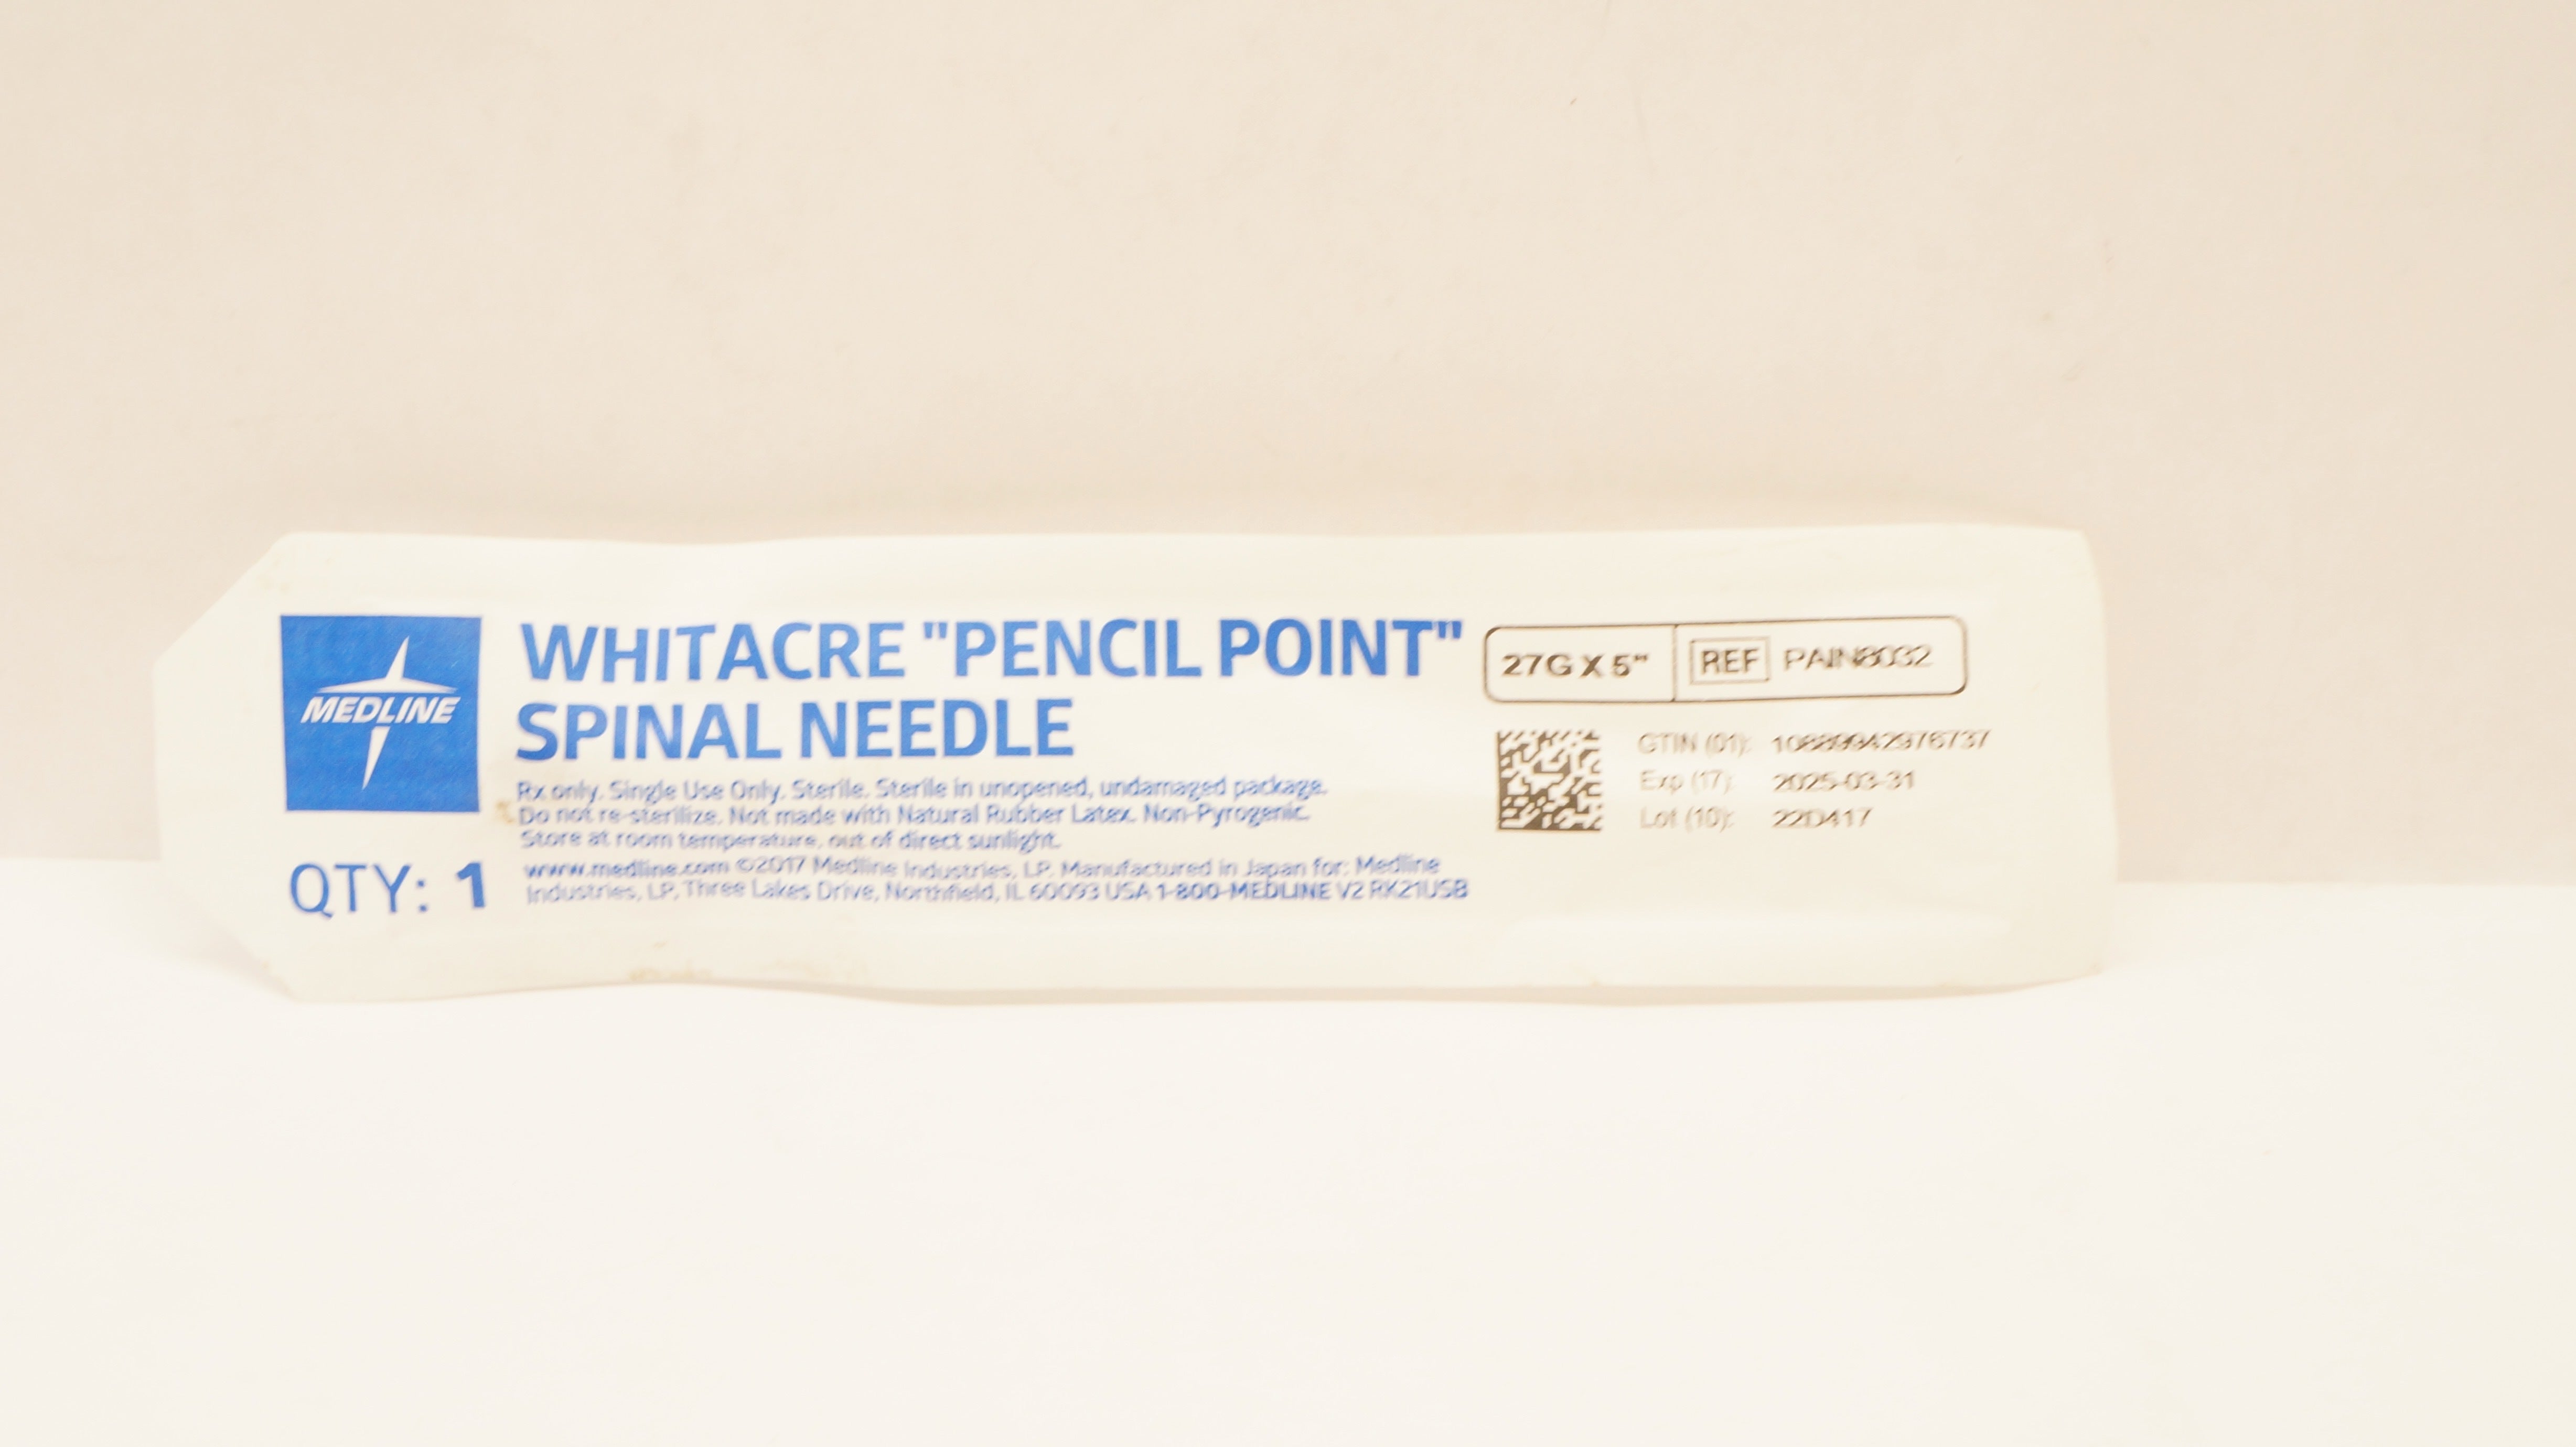 MEDLINE
WHITACRE "PENCIL POINT"
SPINAL NEEDLE
Rx only. Single Use Only. Sterile. Sterile in unopened, undamaged package.
Do not re-sterilize. Not made with Natural Rubber Latex. Non-Pyrogenic.
Store at room temperature, out of direct sunlight.
www.medline.com ©2017 Medline Industries, LP. Manufactured in Japan for: Medline
Industries, LP, Three Lakes Drive, Northfield, IL 60093 USA 1-800-MEDLINE V2 RK21USB
QTY: 1
27G X 5" REF PAIN8032
GTIN (01): 10889942976737
Exp (17): 2025-03-31
Lot (10): 22D417